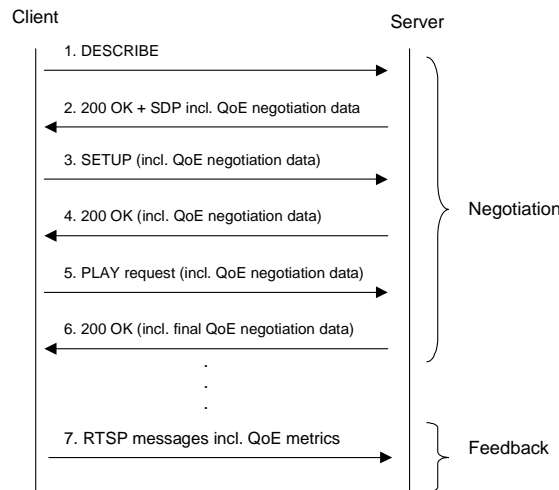 Client
Server
1. DESCRIBE
2. 200 OK + SDP incl. QoE negotiation data
3. SETUP (incl. QoE negotiation data)
4. 200 OK (incl. QoE negotiation data)
Negotiation
5. PLAY request (incl. QoE negotiation data)
6. 200 OK (incl. final QoE negotiation data)
.
.
.
7. RTSP messages incl. QoE metrics
Feedback